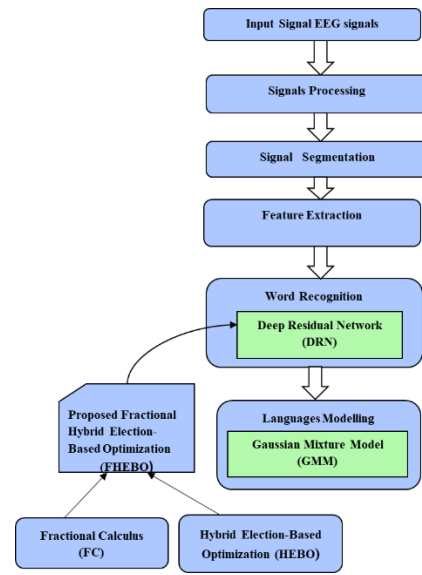 Input Signal EEG signals
Signals Processing
Signal Segmentation
Feature Extraction
Word Recognition
Deep Residual Network
(DRN)
Proposed Fractional
Hybrid Election-
Based Optimization
(FHEBO)
Languages Modelling
Gaussian Mixture Model
(GMM)
Fractional Calculus
(FC)
Hybrid Election-Based
Optimization (HEBO)